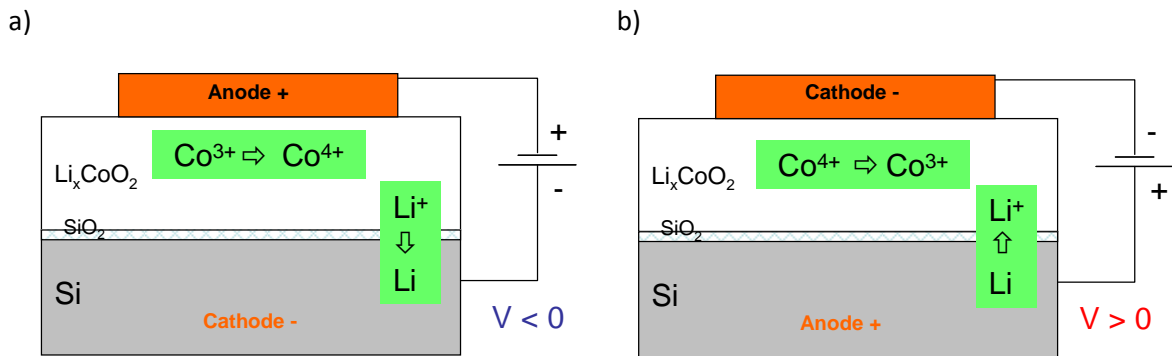 a)
Anode +
Co³⁺ ⇨ Co⁴⁺
LiₓCoO₂
SiO₂
Li⁺
⇩
Li
Si
Cathode -
+
-
V < 0
b)
Cathode -
Co⁴⁺ ⇨ Co³⁺
LiₓCoO₂
SiO₂
Li⁺
⇧
Li
Si
Anode +
-
+
V > 0